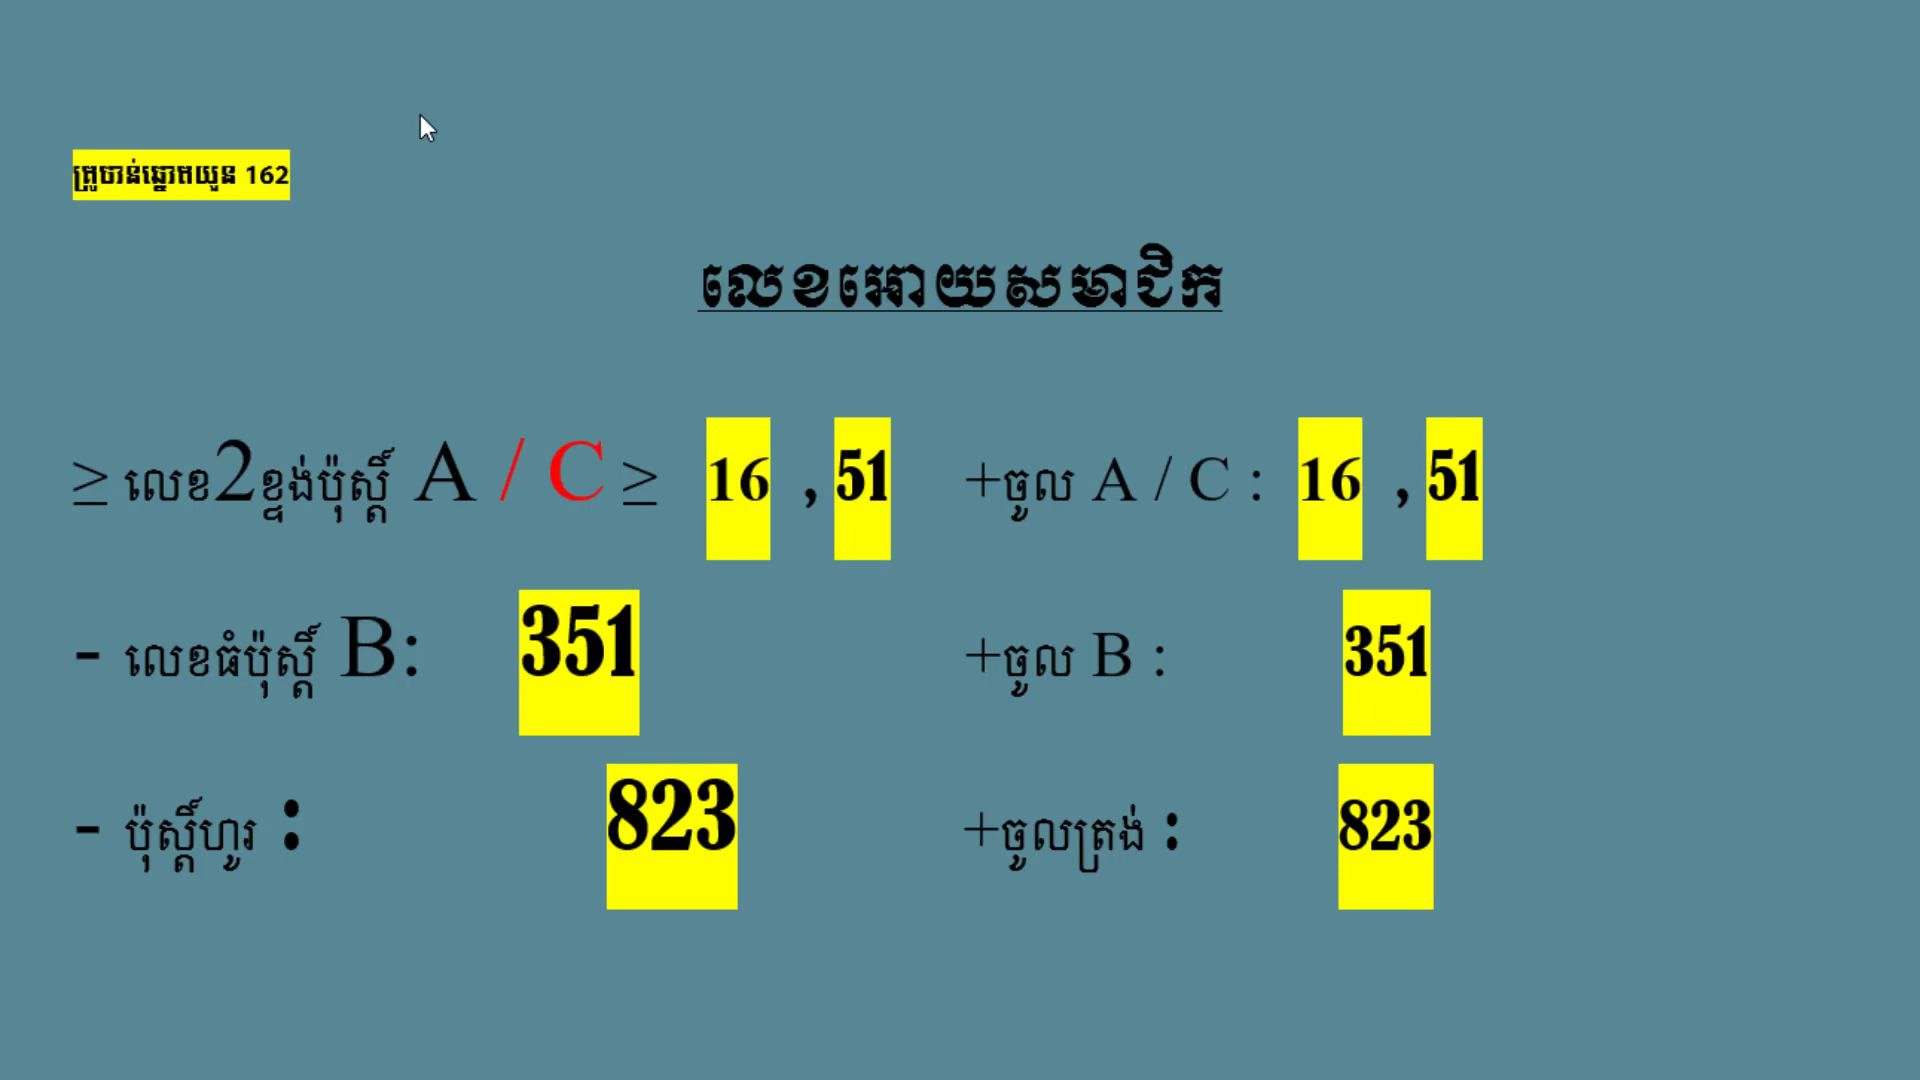 គ្រូចាន់ឆ្នោតយួន 162
លេខអោយសមាជិក
≥ លេខ2ខ្ទង់ប៉ុស្តិ៍ A / C ≥ 16 , 51 +ចូល A / C : 16 , 51
- លេខធំប៉ុស្តិ៍ B: 351 +ចូល B : 351
- ប៉ុស្តិ៍ហូរ : 823 +ចូលត្រង់ : 823